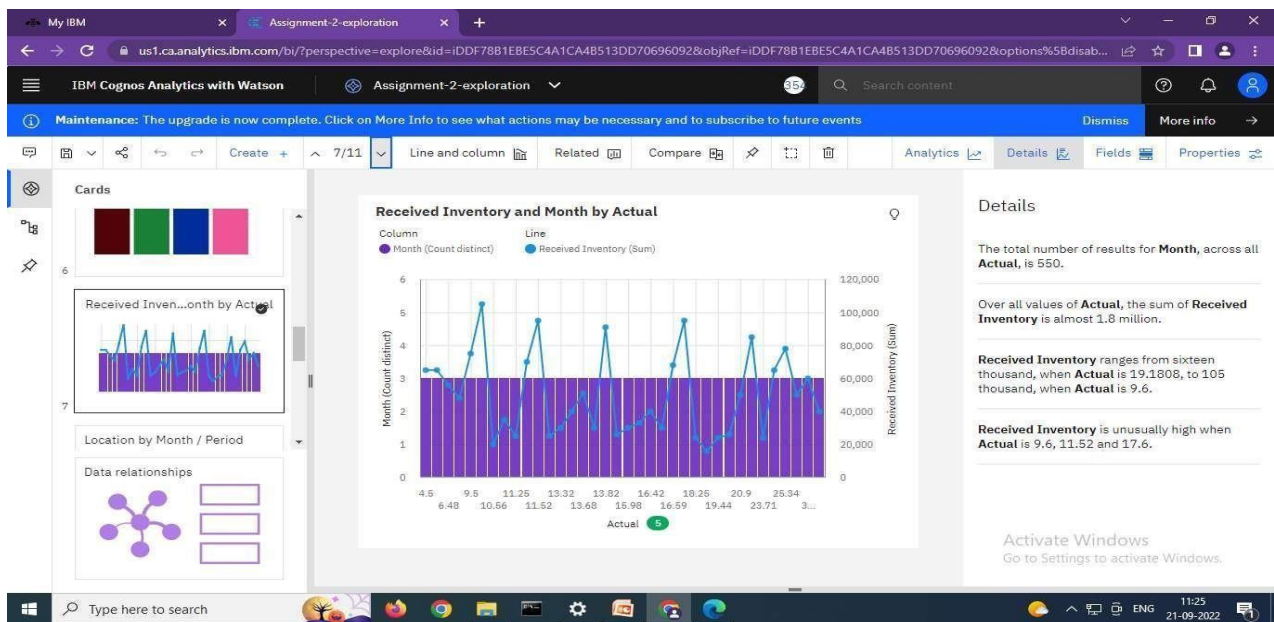 My IBM
Assignment-2-exploration
us1.ca.analytics.ibm.com/bi/?perspective=explore&id=iDDF78B1EBE5C4A1CA4B513DD70696092&objRef=iDDF78B1EBE5C4A1CA4B513DD70696092&options%5Bdisab...
IBM Cognos Analytics with Watson
Assignment-2-exploration
354
Search content
Maintenance: The upgrade is now complete. Click on More Info to see what actions may be necessary and to subscribe to future events
Dismiss
More info
Create +
7/11
Line and column
Related
Compare
Analytics
Details
Fields
Properties
Cards
6
Received Inven...onth by Actual
7
Location by Month / Period
Data relationships
Received Inventory and Month by Actual
Column
Line
Month (Count distinct)
Received Inventory (Sum)
Month (Count distinct)
6
5
4
3
2
1
0
120,000
100,000
80,000
60,000
40,000
20,000
0
Received Inventory (Sum)
4.5 9.5 11.25 13.32 13.82 16.42 18.25 20.9 25.34
6.48 10.56 11.52 13.68 15.98 16.59 19.44 23.71 3...
Actual 5
Details
The total number of results for Month, across all
Actual, is 550.
Over all values of Actual, the sum of Received
Inventory is almost 1.8 million.
Received Inventory ranges from sixteen
thousand, when Actual is 19.1808, to 105
thousand, when Actual is 9.6.
Received Inventory is unusually high when
Actual is 9.6, 11.52 and 17.6.
Activate Windows
Go to Settings to activate Windows.
Type here to search
ENG
11:25
21-09-2022
1